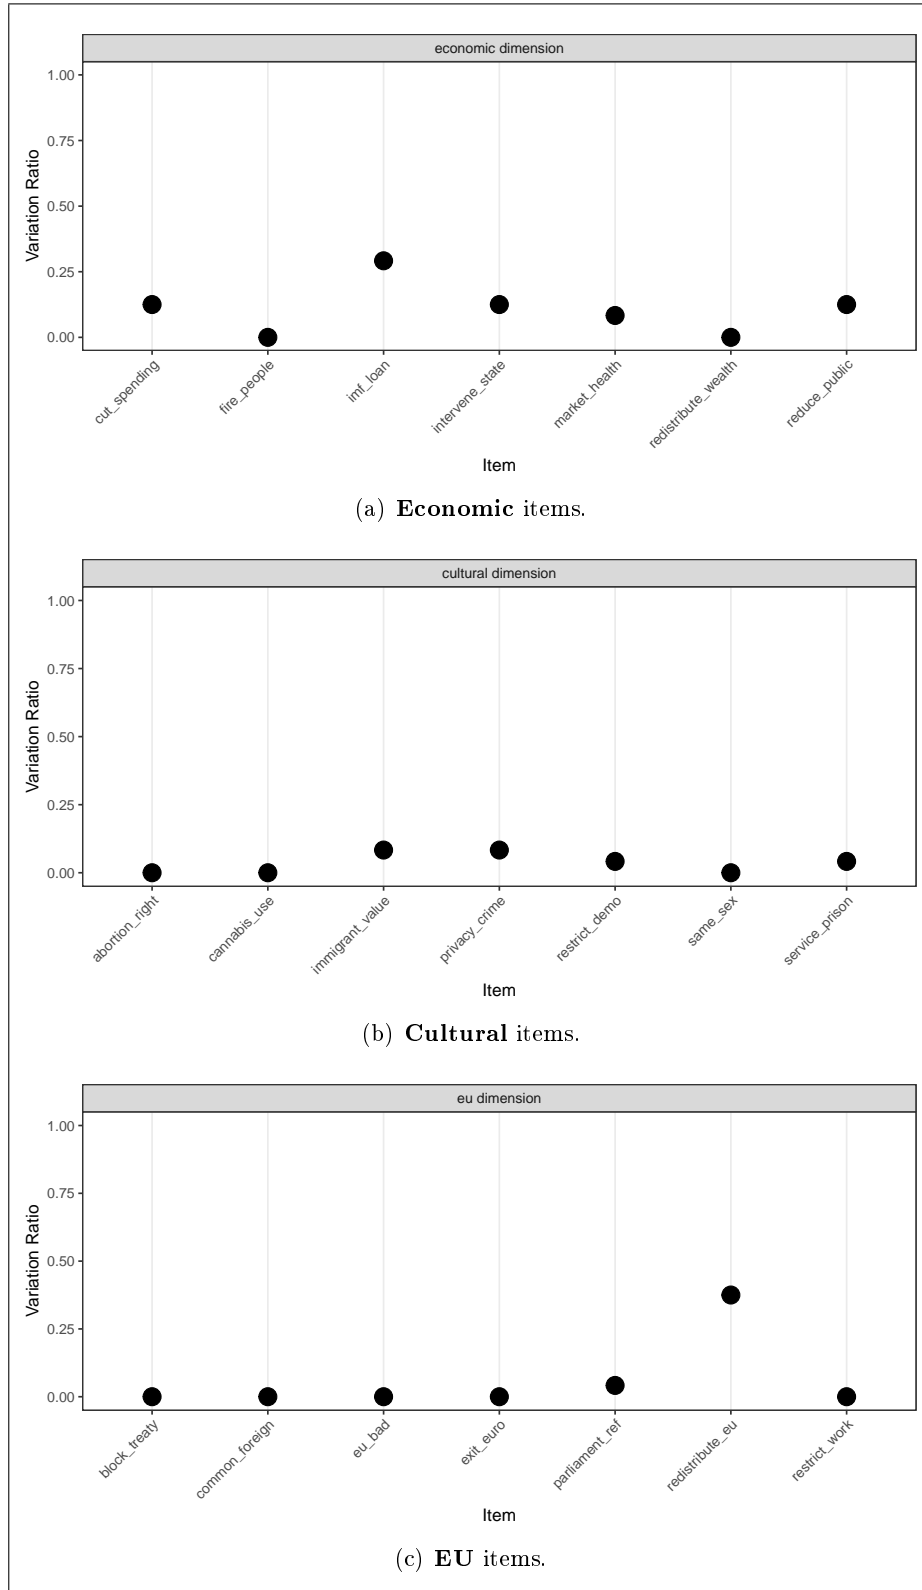 economic dimension
1.00
0.75
0.50
0.25
0.00
Variation Ratio
cut_spending
fire_people
imf_loan
intervene_state
market_health
redistribute_wealth
reduce_public
Item
(a) Economic items.
cultural dimension
1.00
0.75
0.50
0.25
0.00
Variation Ratio
abortion_right
cannabis_use
immigrant_value
privacy_crime
restrict_demo
same_sex
service_prison
Item
(b) Cultural items.
eu dimension
1.00
0.75
0.50
0.25
0.00
Variation Ratio
block_treaty
common_foreign
eu_bad
exit_euro
parliament_ref
redistribute_eu
restrict_work
Item
(c) EU items.